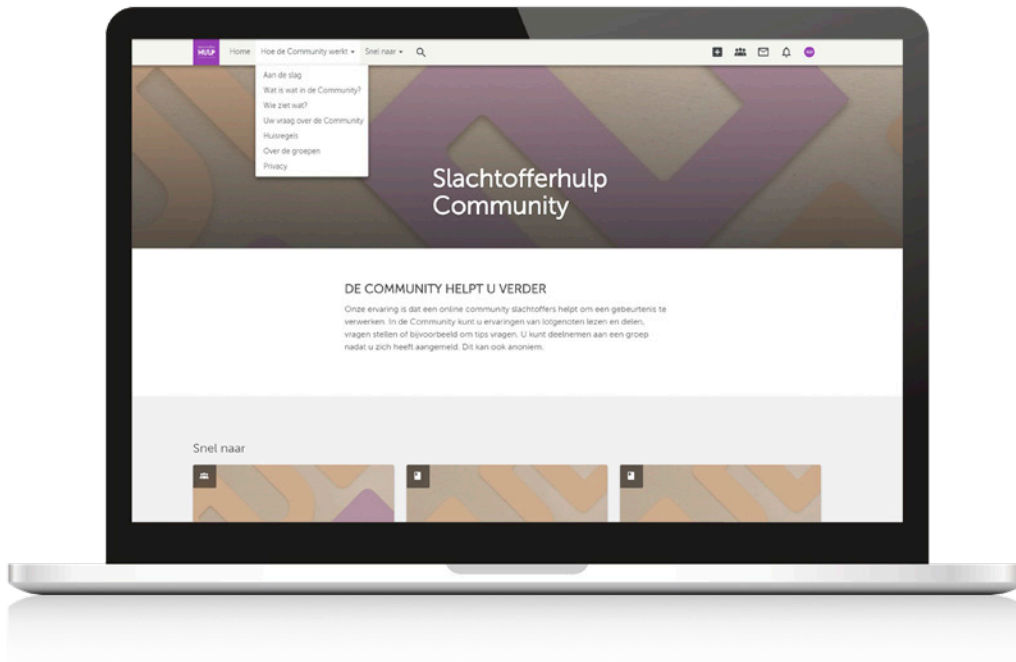 HULP
Home Hoe de Community werkt Snel naar
Aan de slag
Wat is wat in de Community?
Wie ziet wat?
Uw vraag over de Community
Huisregels
Over de groepen
Privacy
Slachtofferhulp
Community
DE COMMUNITY HELPT U VERDER
Onze ervaring is dat een online community slachtoffers helpt om een gebeurtenis te
verwerken. In de Community kunt u ervaringen van lotgenoten lezen en delen,
vragen stellen of bijvoorbeeld om tips vragen. U kunt deelnemen aan een groep
nadat u zich heeft aangemeld. Dit kan ook anoniem.
Snel naar